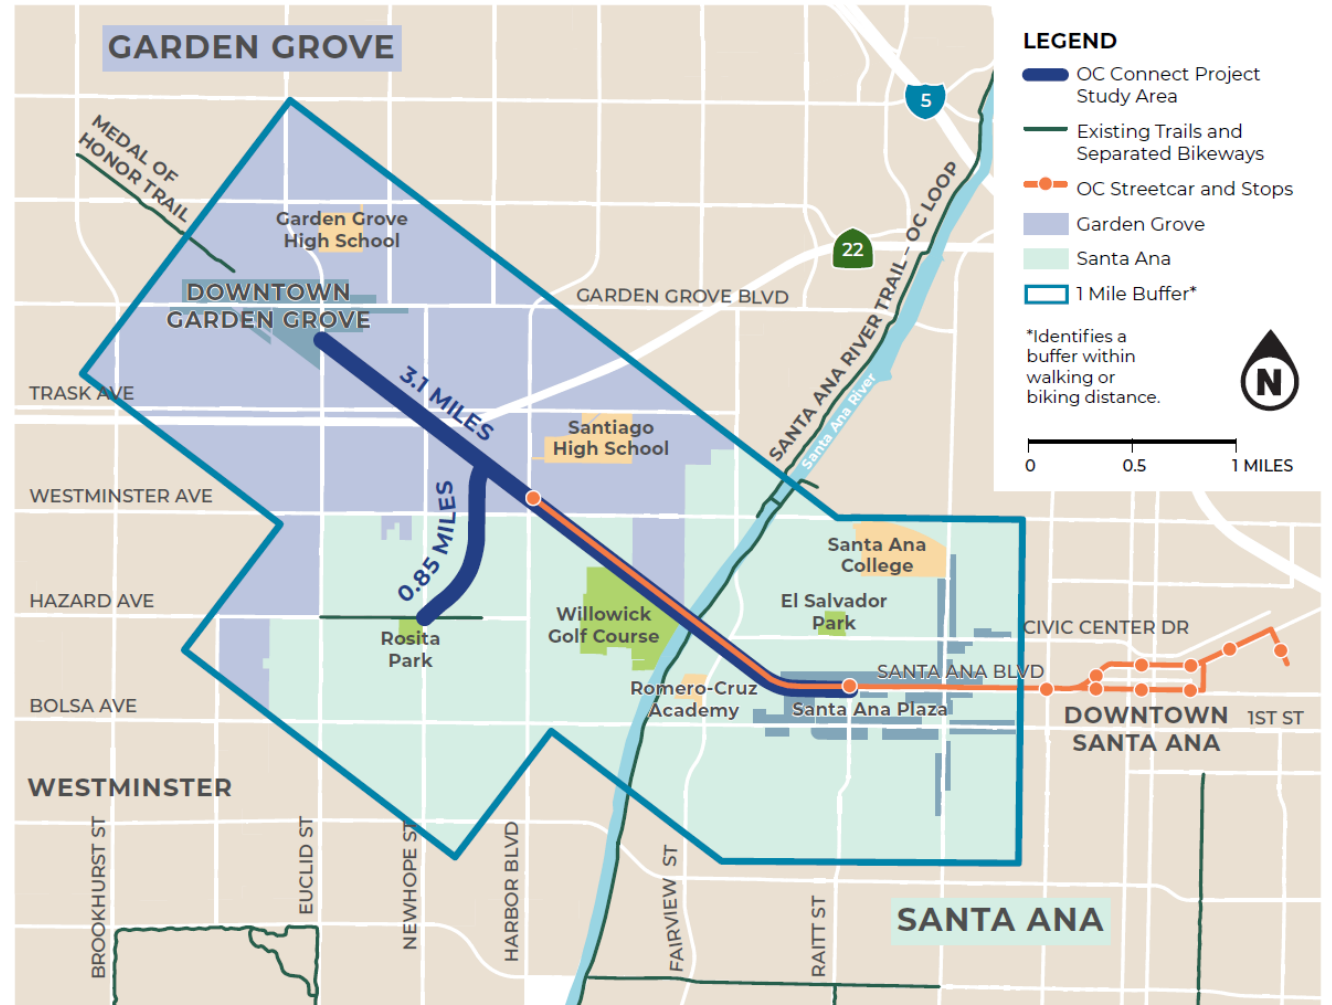 GARDEN GROVE
LEGEND
OC Connect Project
Study Area
Existing Trails and
Separated Bikeways
OC Streetcar and Stops
Garden Grove
Santa Ana
1 Mile Buffer*
*Identifies a
buffer within
walking or
biking distance.
N
0 0.5 1 MILES
5
22
MEDAL OF
HONOR TRAIL
Garden Grove
High School
DOWNTOWN
GARDEN GROVE
GARDEN GROVE BLVD
SANTA ANA RIVER TRAIL – OC LOOP
Santa Ana River
TRASK AVE
3.1 MILES
Santiago
High School
WESTMINSTER AVE
0.85 MILES
Santa Ana
College
HAZARD AVE
Willowick
Golf Course
El Salvador
Park
Rosita
Park
CIVIC CENTER DR
SANTA ANA BLVD
Romero-Cruz
Academy
Santa Ana Plaza
BOLSA AVE
DOWNTOWN
SANTA ANA
1ST ST
WESTMINSTER
BROOKHURST ST
EUCLID ST
NEWHOPE ST
HARBOR BLVD
FAIRVIEW ST
RAITT ST
SANTA ANA